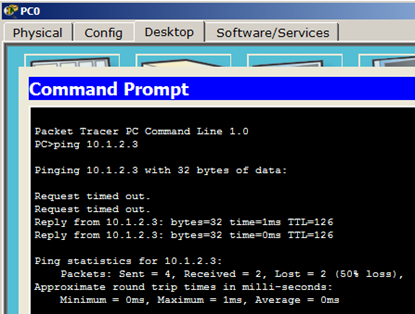 PC0
Physical Config Desktop Software/Services
Command Prompt
Packet Tracer PC Command Line 1.0
PC>ping 10.1.2.3
Pinging 10.1.2.3 with 32 bytes of data:
Request timed out.
Request timed out.
Reply from 10.1.2.3: bytes=32 time=1ms TTL=126
Reply from 10.1.2.3: bytes=32 time=0ms TTL=126
Ping statistics for 10.1.2.3:
Packets: Sent = 4, Received = 2, Lost = 2 (50% loss),
Approximate round trip times in milli-seconds:
Minimum = 0ms, Maximum = 1ms, Average = 0ms